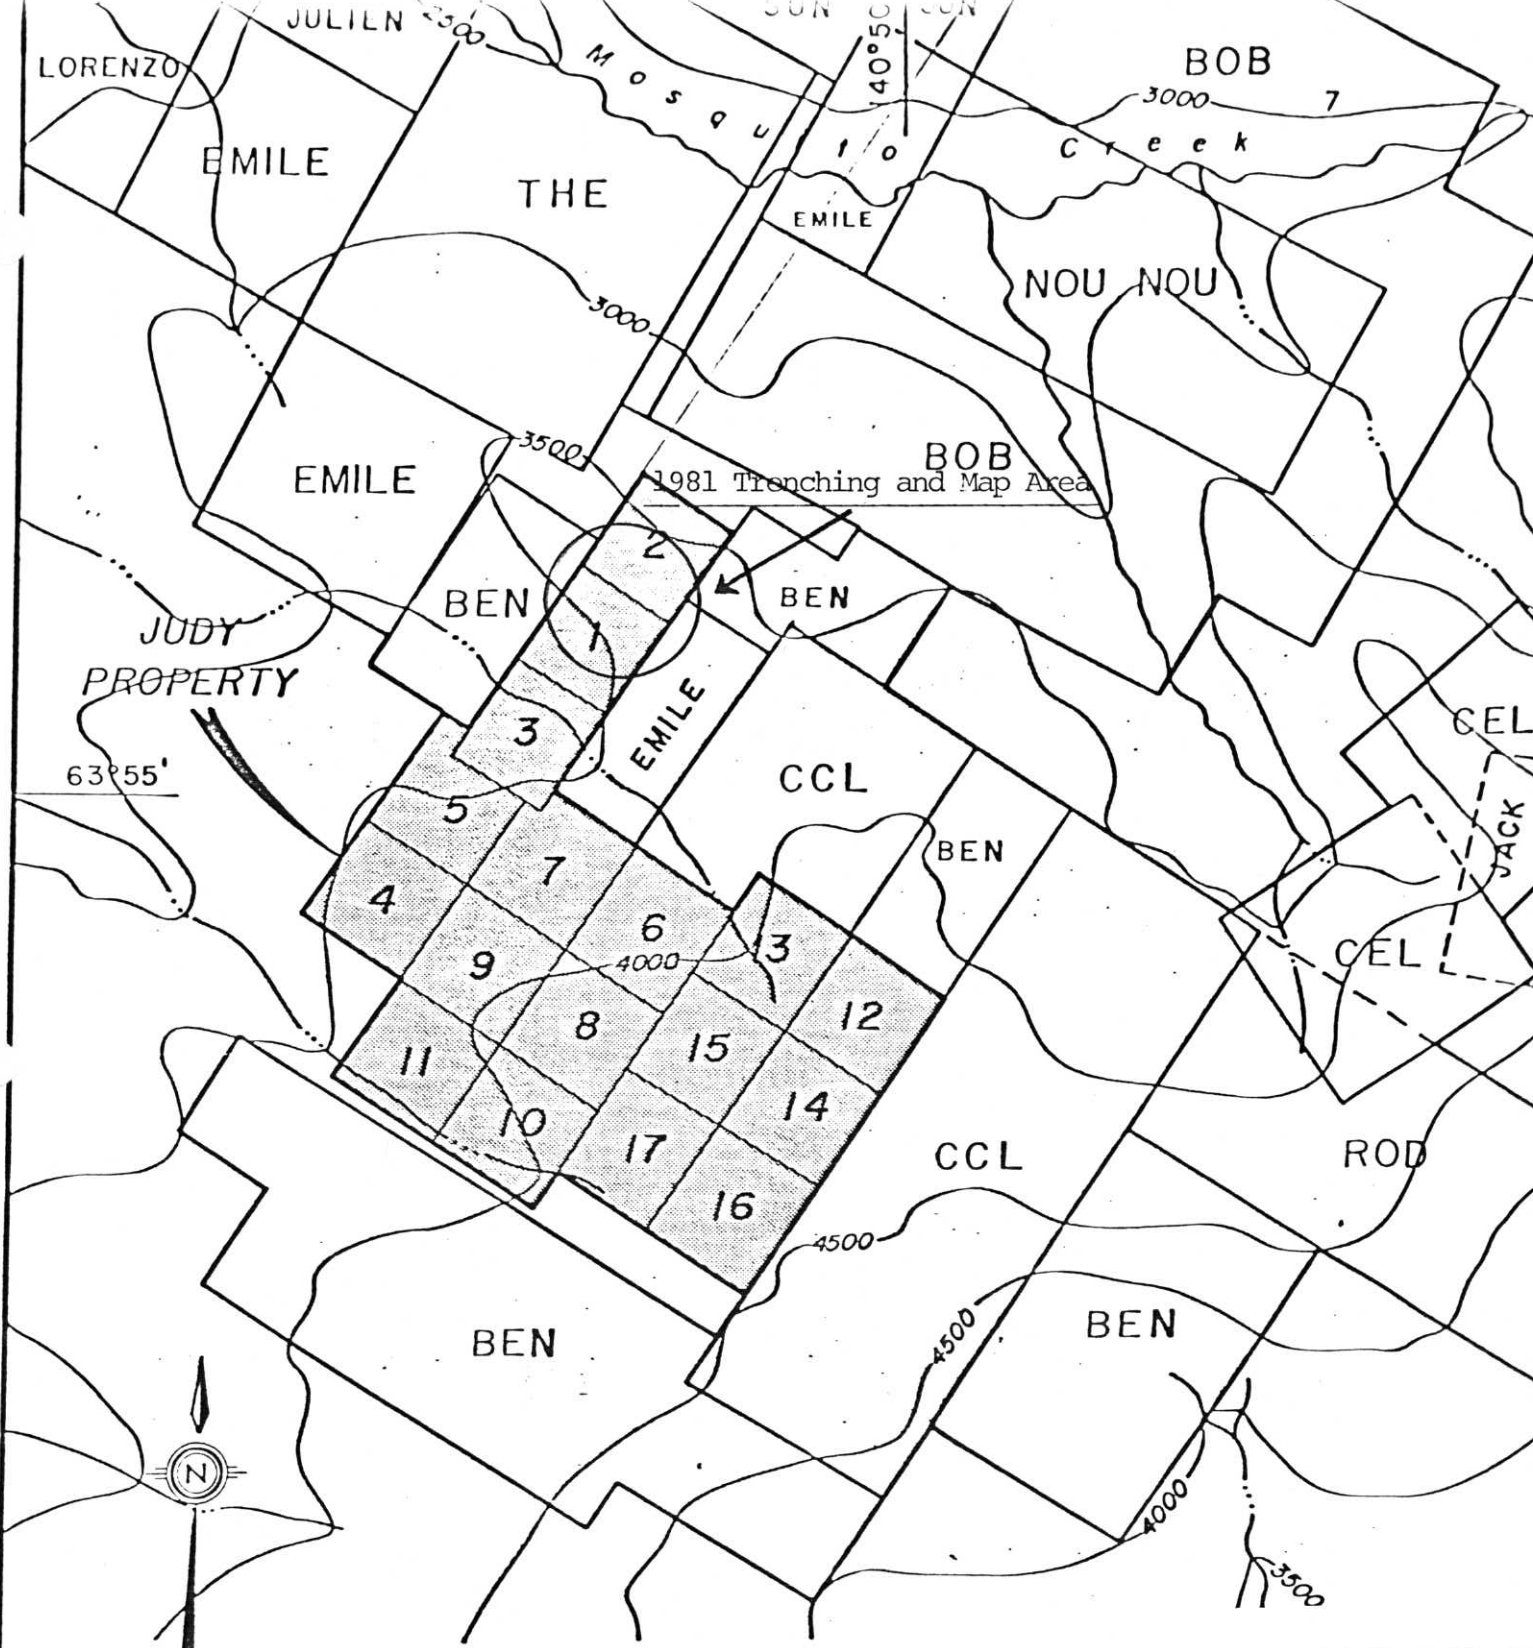 JULIEN
2500
BOB
LORENZO
140°50'
3000
7
Mosquito Creek
EMILE
THE
EMILE
NOU NOU
3000
3500
BOB
EMILE
1981 Trenching and Map Area
2
BEN
BEN
1
JUDY
PROPERTY
EMILE
3
CEL
63°55'
CCL
5
JACK
BEN
7
4
6
3
CEL
9
4000
12
8
15
11
14
10
17
CCL
ROD
16
4500
BEN
4500
BEN
N
4000
3500